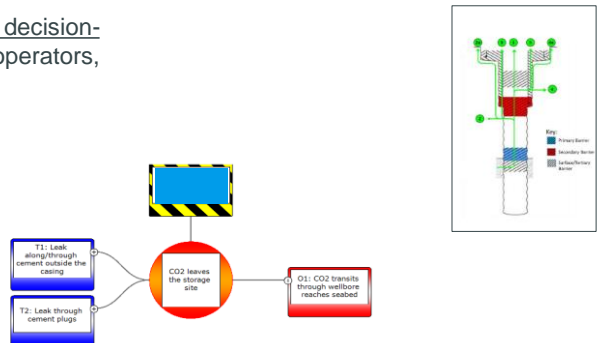 decision-
operators,
Key:
Primary Barrier
Secondary Barrier
Surface/Tertiary
Barrier
T1: Leak
along/through
cement outside the
casing
CO2 leaves
the storage
site
O1: CO2 transits
through wellbore
reaches seabed
T2: Leak through
cement plugs